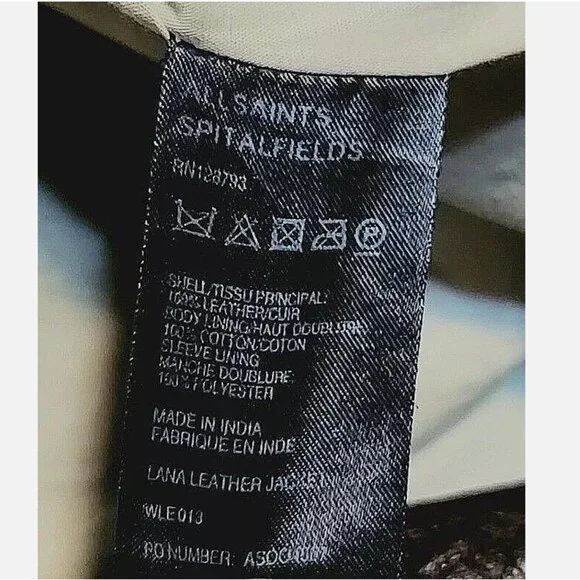 ALLSAINTS
SPITALFIELDS
RN128793
SHELL/TISSU PRINCIPAL:
100% LEATHER/CUIR
BODY LINING/HAUT DOUBLURE
100% COTTON/COTON
SLEEVE LINING
MANCHE DOUBLURE
100% POLYESTER
MADE IN INDIA
FABRIQUE EN INDE
LANA LEATHER JACKET
WLE013
PO NUMBER: